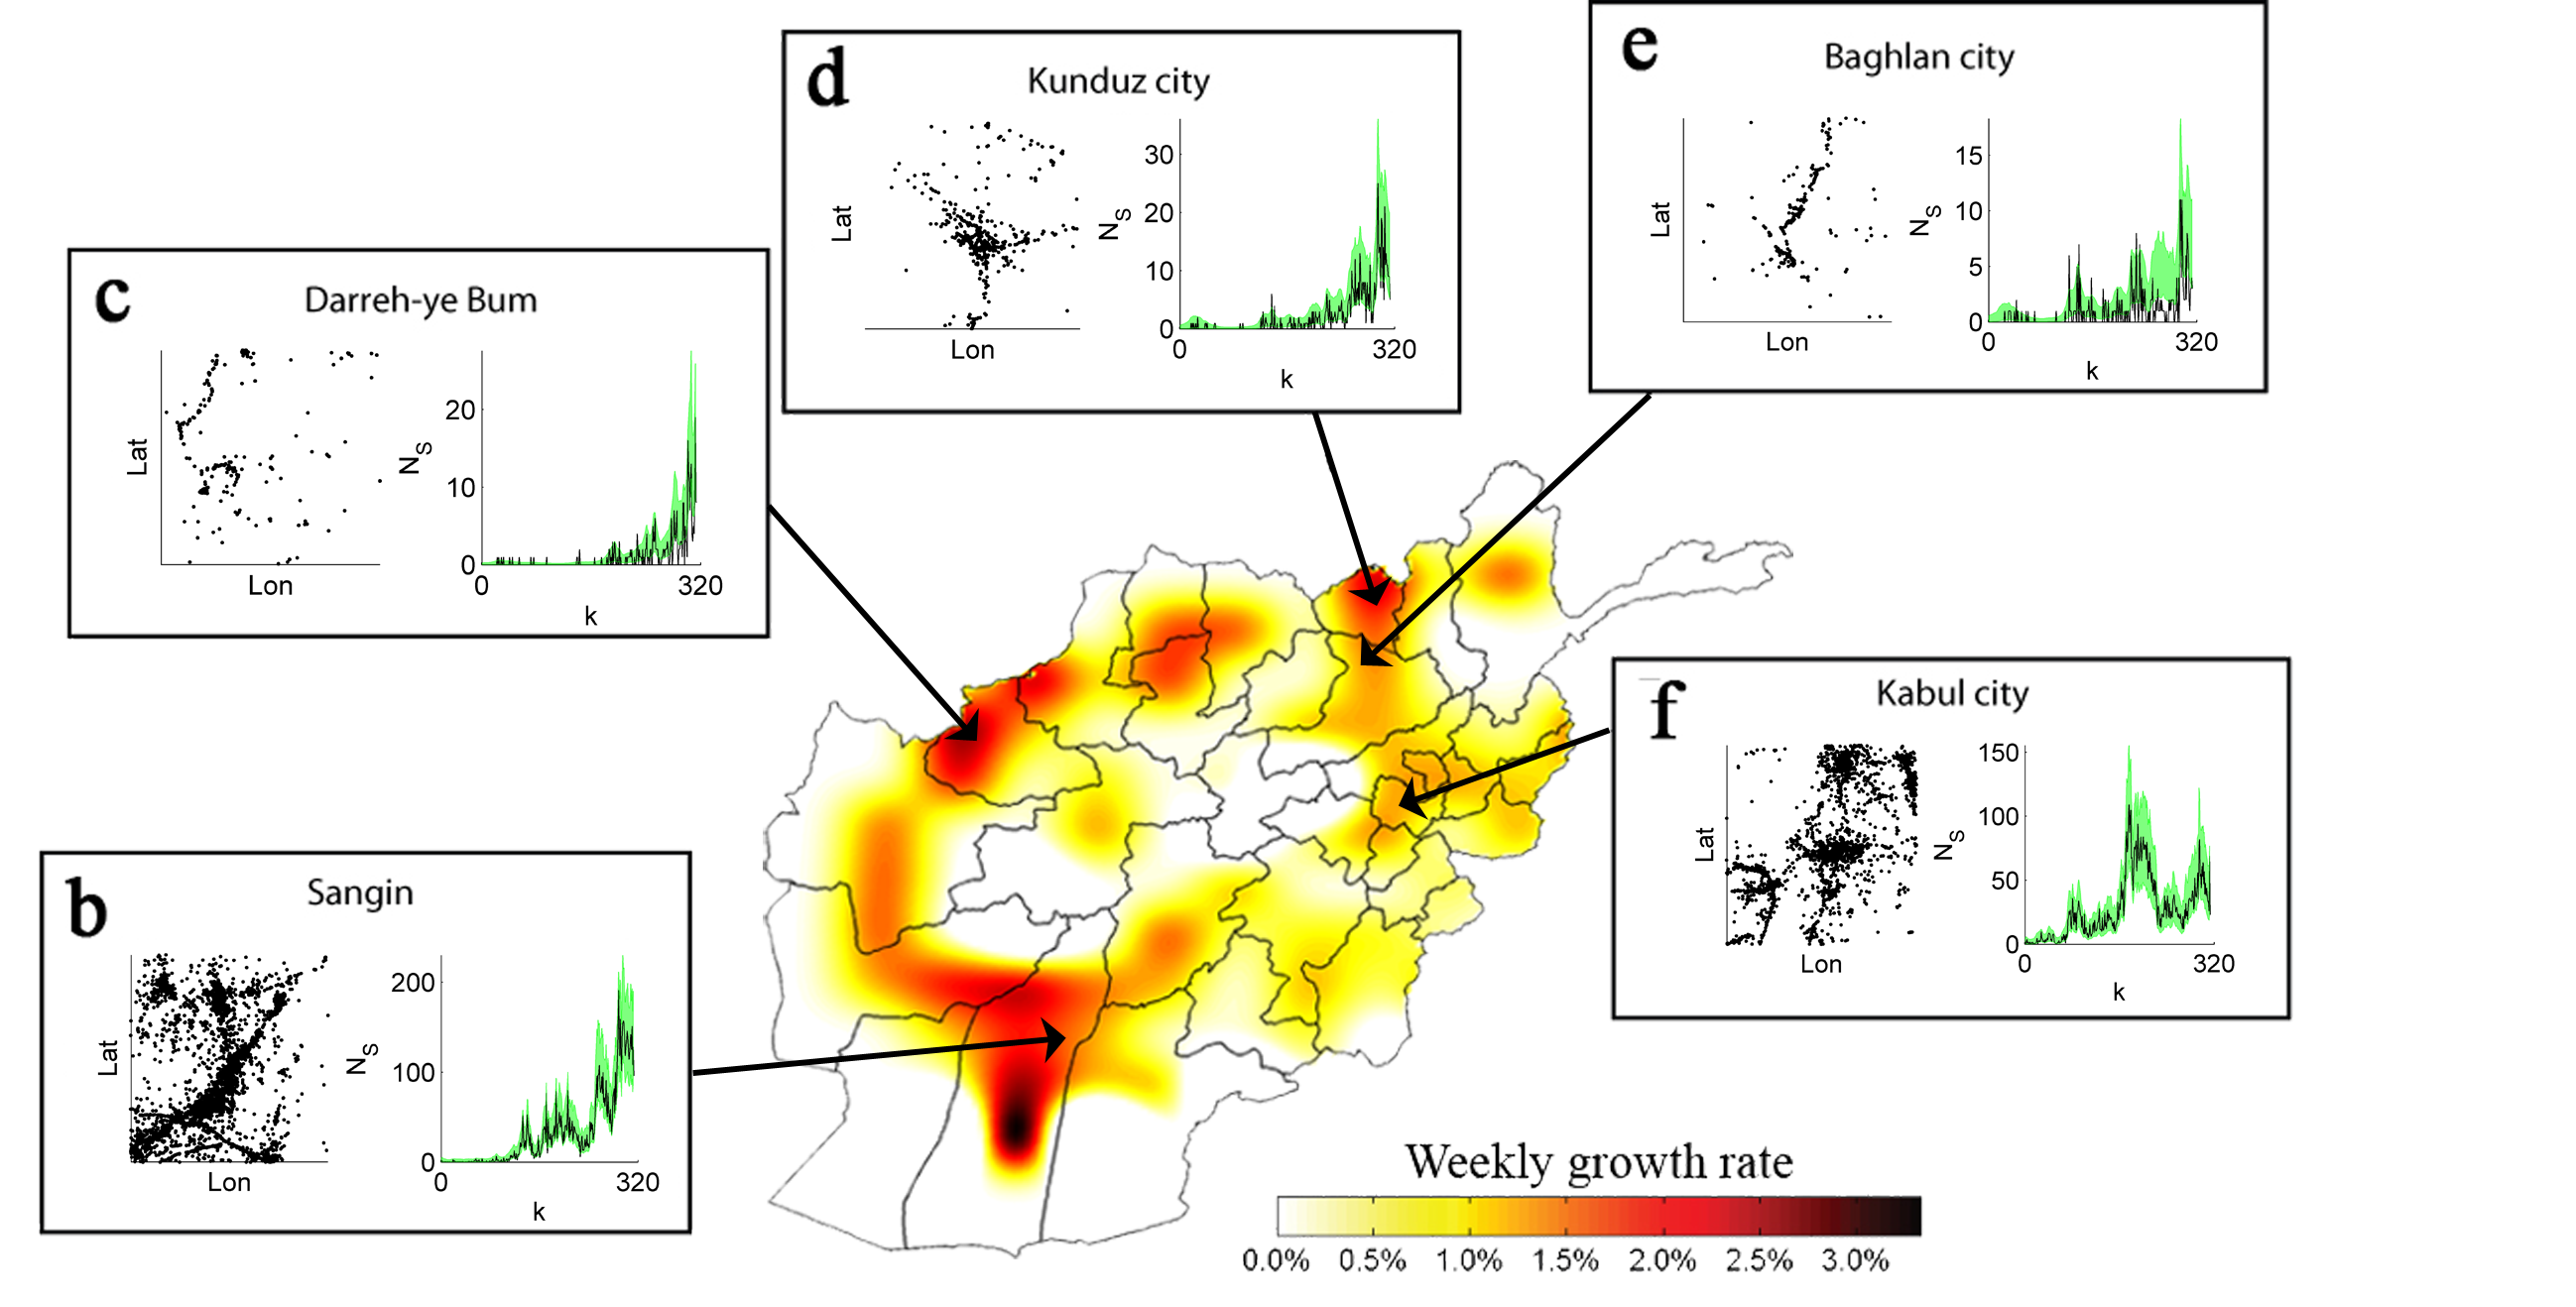 d
Kunduz city
Lat
Lon
N_S
30
20
10
0
0
320
k
e
Baghlan city
Lat
Lon
N_S
15
10
5
0
0
320
k
c
Darreh-ye Bum
Lat
Lon
N_S
20
10
0
0
320
k
f
Kabul city
Lat
Lon
N_S
150
100
50
0
0
320
k
b
Sangin
Lat
Lon
N_S
200
100
0
0
320
k
Weekly growth rate
0.0% 0.5% 1.0% 1.5% 2.0% 2.5% 3.0%